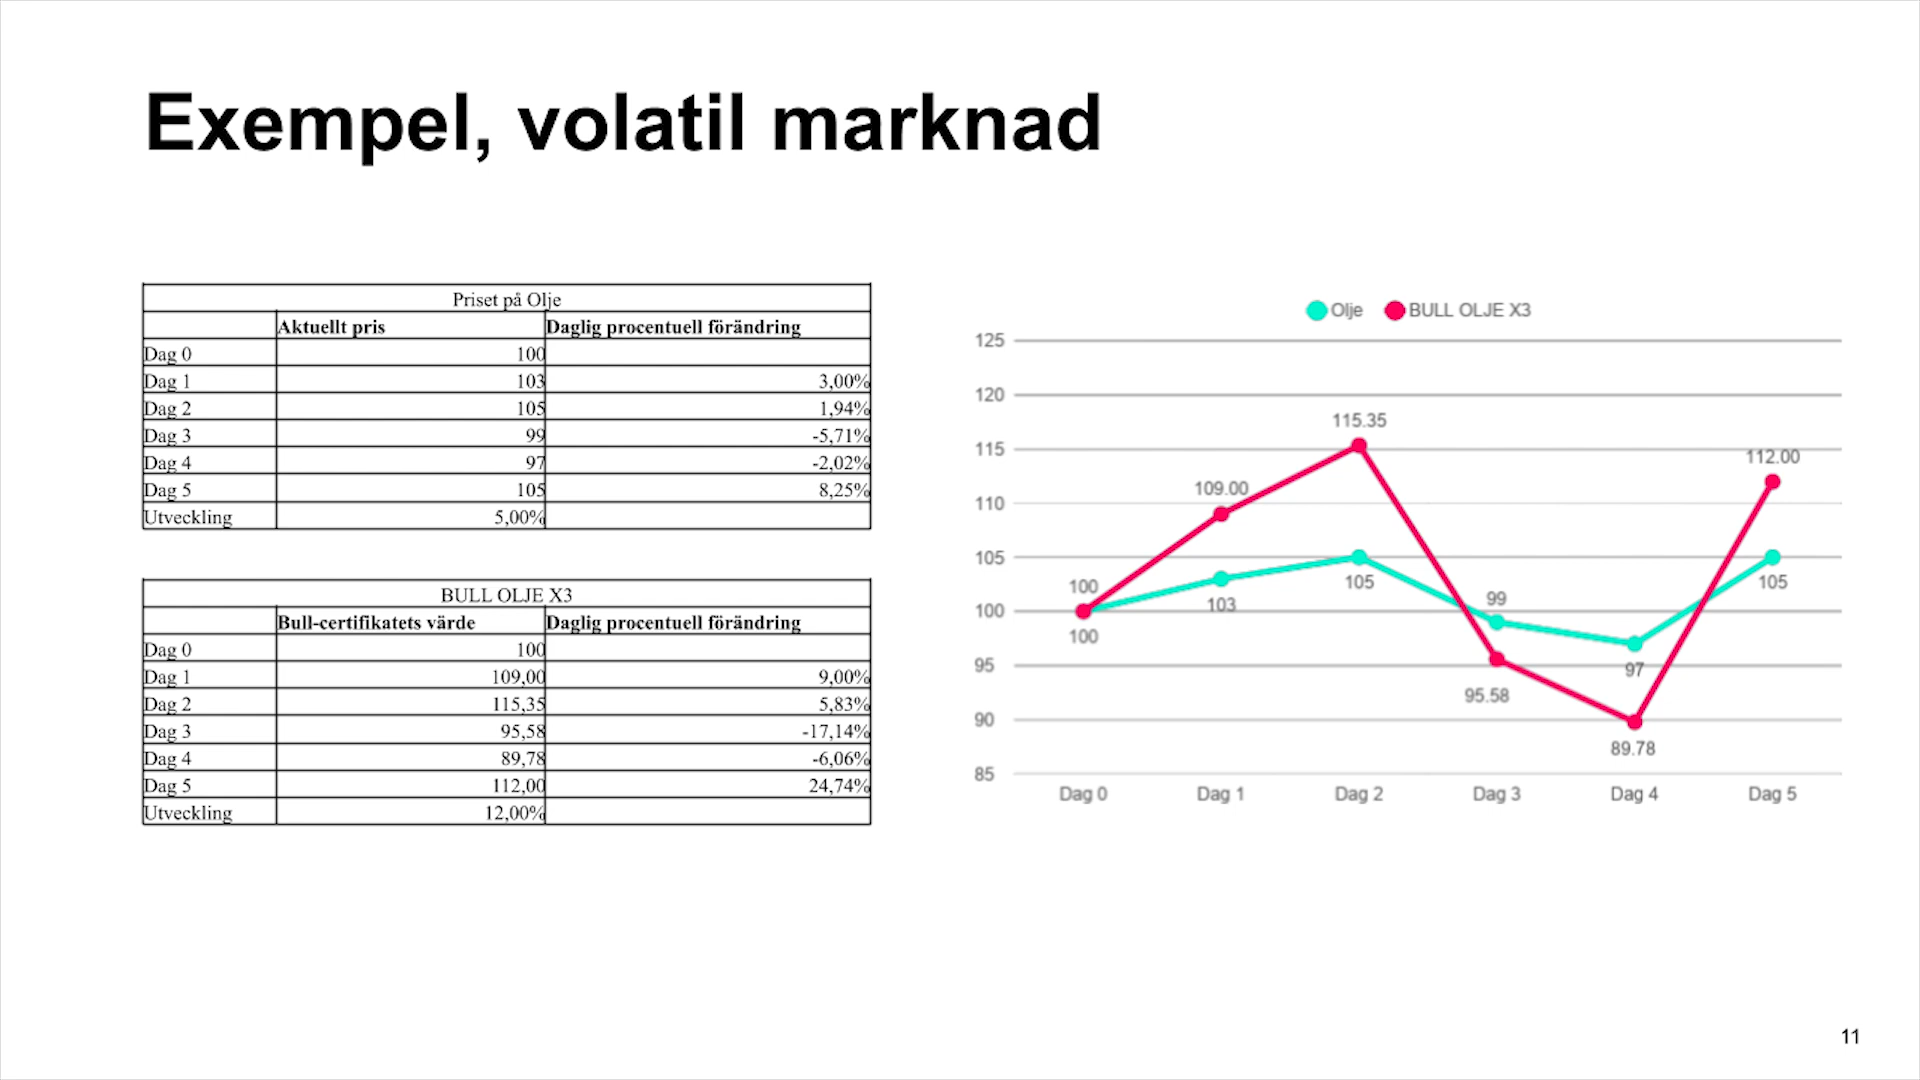 Exempel, volatil marknad
Priset på Olje
Aktuellt pris Daglig procentuell förändring
Dag 0 100
Dag 1 103 3,00%
Dag 2 105 1,94%
Dag 3 99 -5,71%
Dag 4 97 -2,02%
Dag 5 105 8,25%
Utveckling 5,00%
BULL OLJE X3
Bull-certifikatets värde Daglig procentuell förändring
Dag 0 100
Dag 1 109,00 9,00%
Dag 2 115,35 5,83%
Dag 3 95,58 -17,14%
Dag 4 89,78 -6,06%
Dag 5 112,00 24,74%
Utveckling 12,00%
Olje BULL OLJE X3
125
120
115.35
115
112.00
109.00
110
105
105
105
100
103
99
100
100
95
97
95.58
90
89.78
85
Dag 0 Dag 1 Dag 2 Dag 3 Dag 4 Dag 5
11